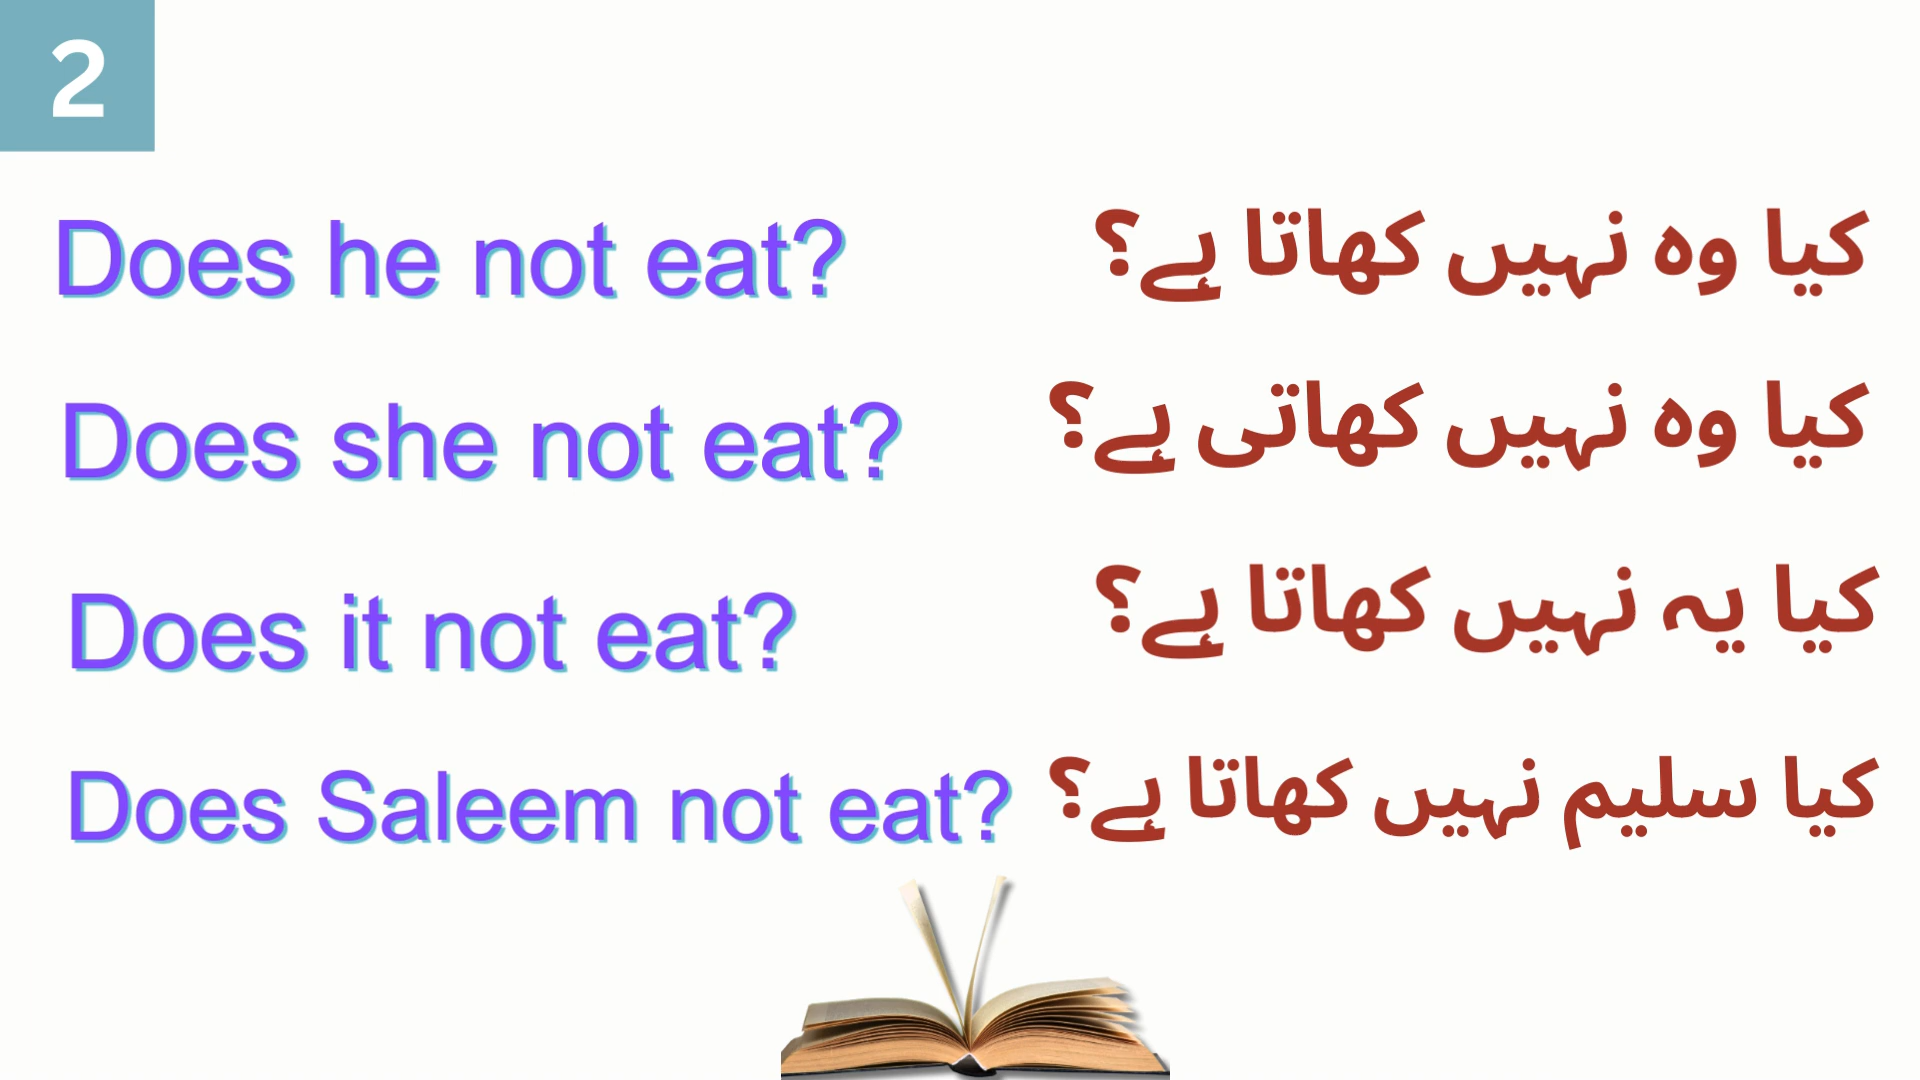 2
Does he not eat? کیا وہ نہیں کھاتا ہے؟
Does she not eat? کیا وہ نہیں کھاتی ہے؟
Does it not eat? کیا یہ نہیں کھاتا ہے؟
Does Saleem not eat? کیا سلیم نہیں کھاتا ہے؟